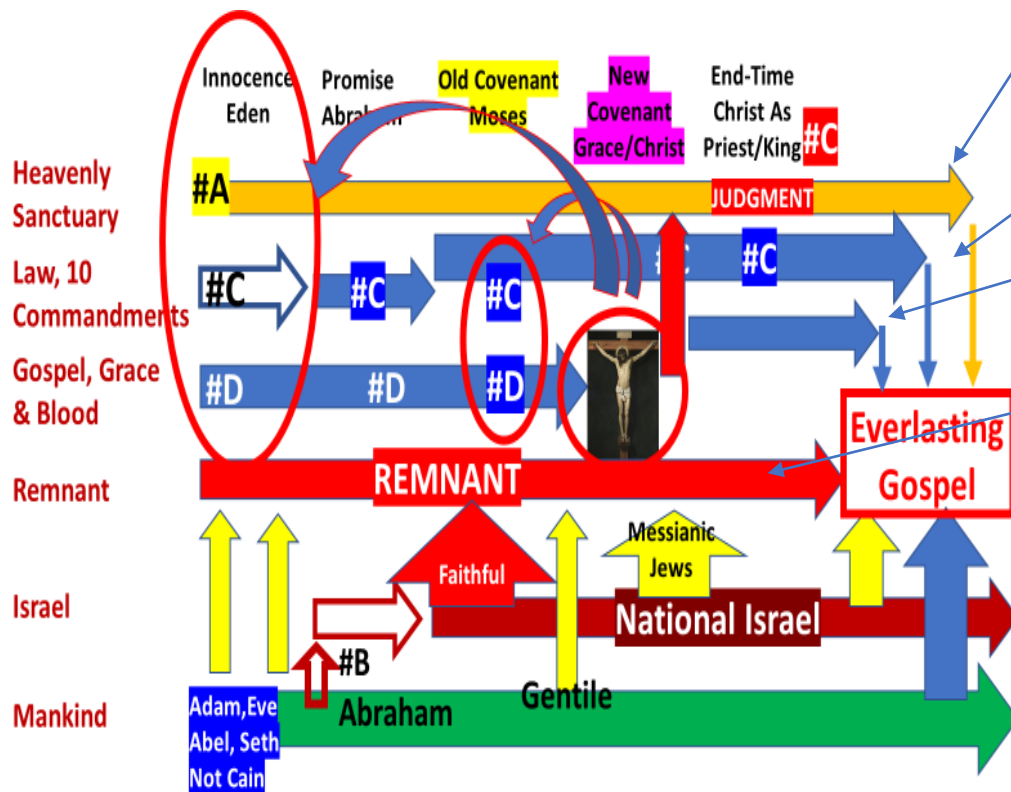 Innocence
Eden
Promise
Abraham
Old Covenant
Moses
New
Covenant
Grace/Christ
End-Time
Christ As
Priest/King
#C
Heavenly
Sanctuary
#A
JUDGMENT
Law, 10
Commandments
#C
#C
#C
#C
Gospel, Grace
& Blood
#D
#D
#D
Everlasting
Gospel
Remnant
REMNANT
Faithful
Messianic
Jews
Israel
National Israel
#B
Abraham
Gentile
Mankind
Adam,Eve
Abel, Seth
Not Cain